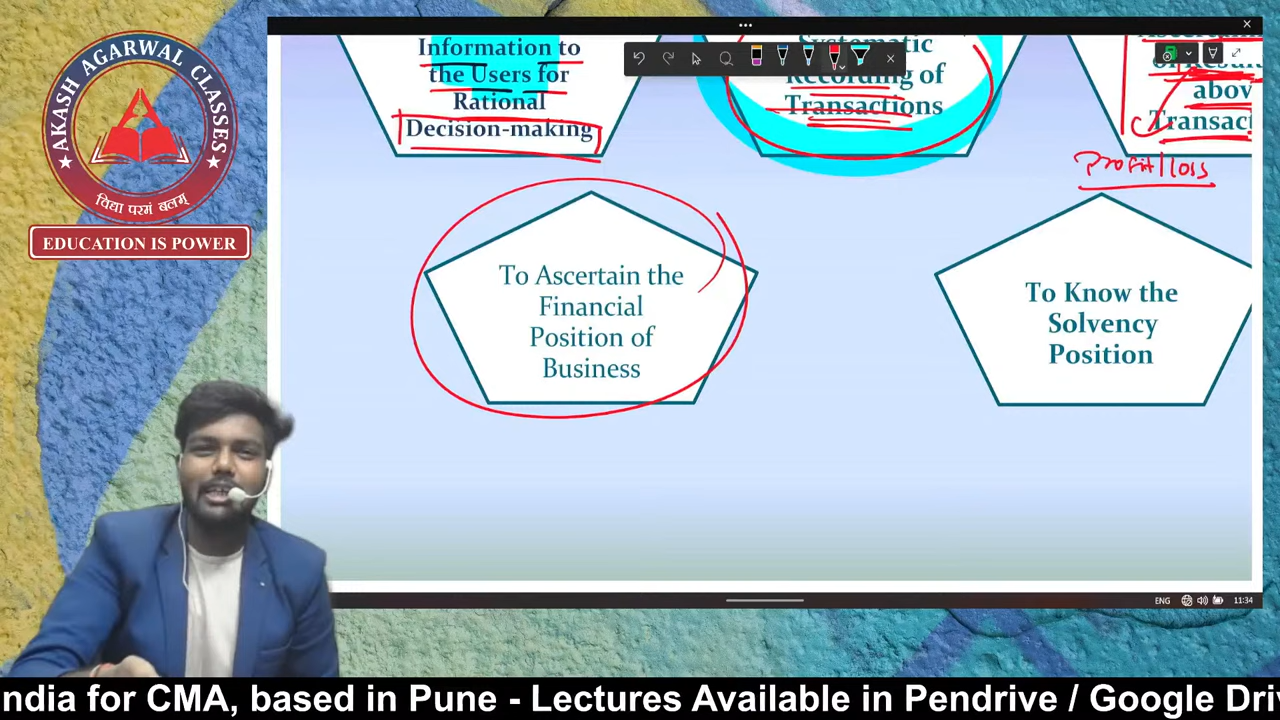 AKASH AGARWAL CLASSES
विद्या परमं बलम्
EDUCATION IS POWER
Information to
the Users for
Rational
Decision-making
Systematic
Recording of
Transactions
above
Transact
Profit/loss
To Ascertain the
Financial
Position of
Business
To Know the
Solvency
Position
ENG
11:34
ndia for CMA, based in Pune - Lectures Available in Pendrive / Google Driv